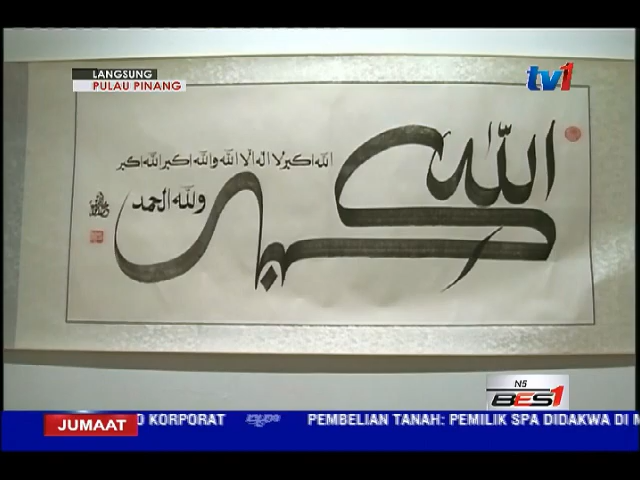 LANGSUNG
PULAU PINANG
tv1
الله اكبر
الله اكبر لا اله الا الله والله اكبر الله اكبر
ولله الحمد
N5
BES1
JUMAAT
O KORPORAT
PEMBELIAN TANAH: PEMILIK SPA DIDAKWA DI M